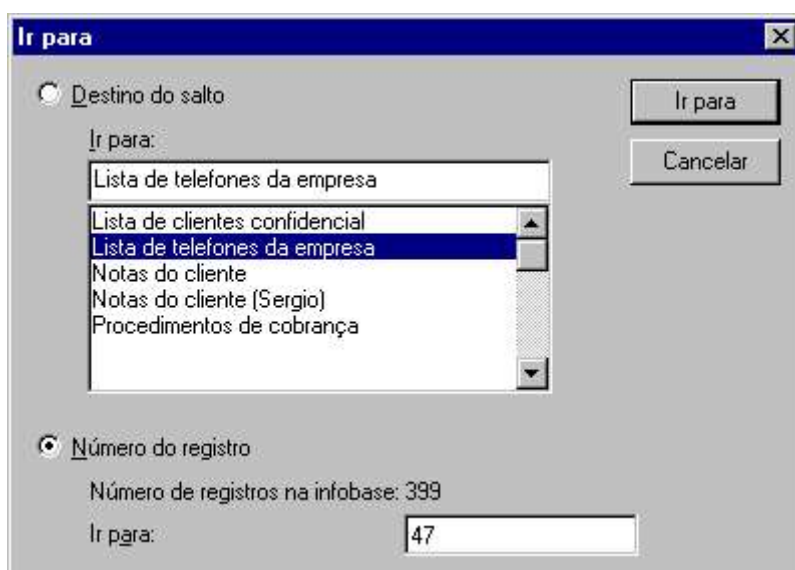 Ir para
Destino do salto
Ir para
Ir para:
Cancelar
Lista de telefones da empresa
Lista de clientes confidencial
Lista de telefones da empresa
Notas do cliente
Notas do cliente (Sergio)
Procedimentos de cobrança
Número do registro
Número de registros na infobase: 399
Ir para: 47